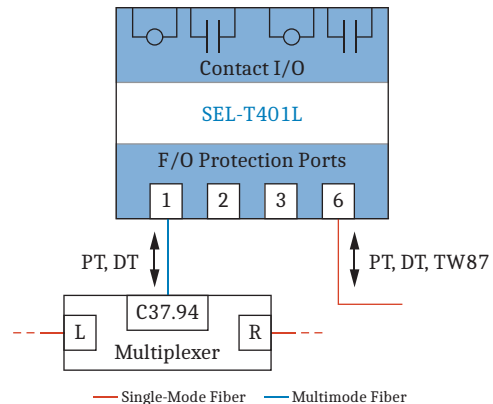 Contact I/O
SEL-T401L
F/O Protection Ports
1 2 3 6
PT, DT
PT, DT, TW87
C37.94
L R
Multiplexer
Single-Mode Fiber Multimode Fiber